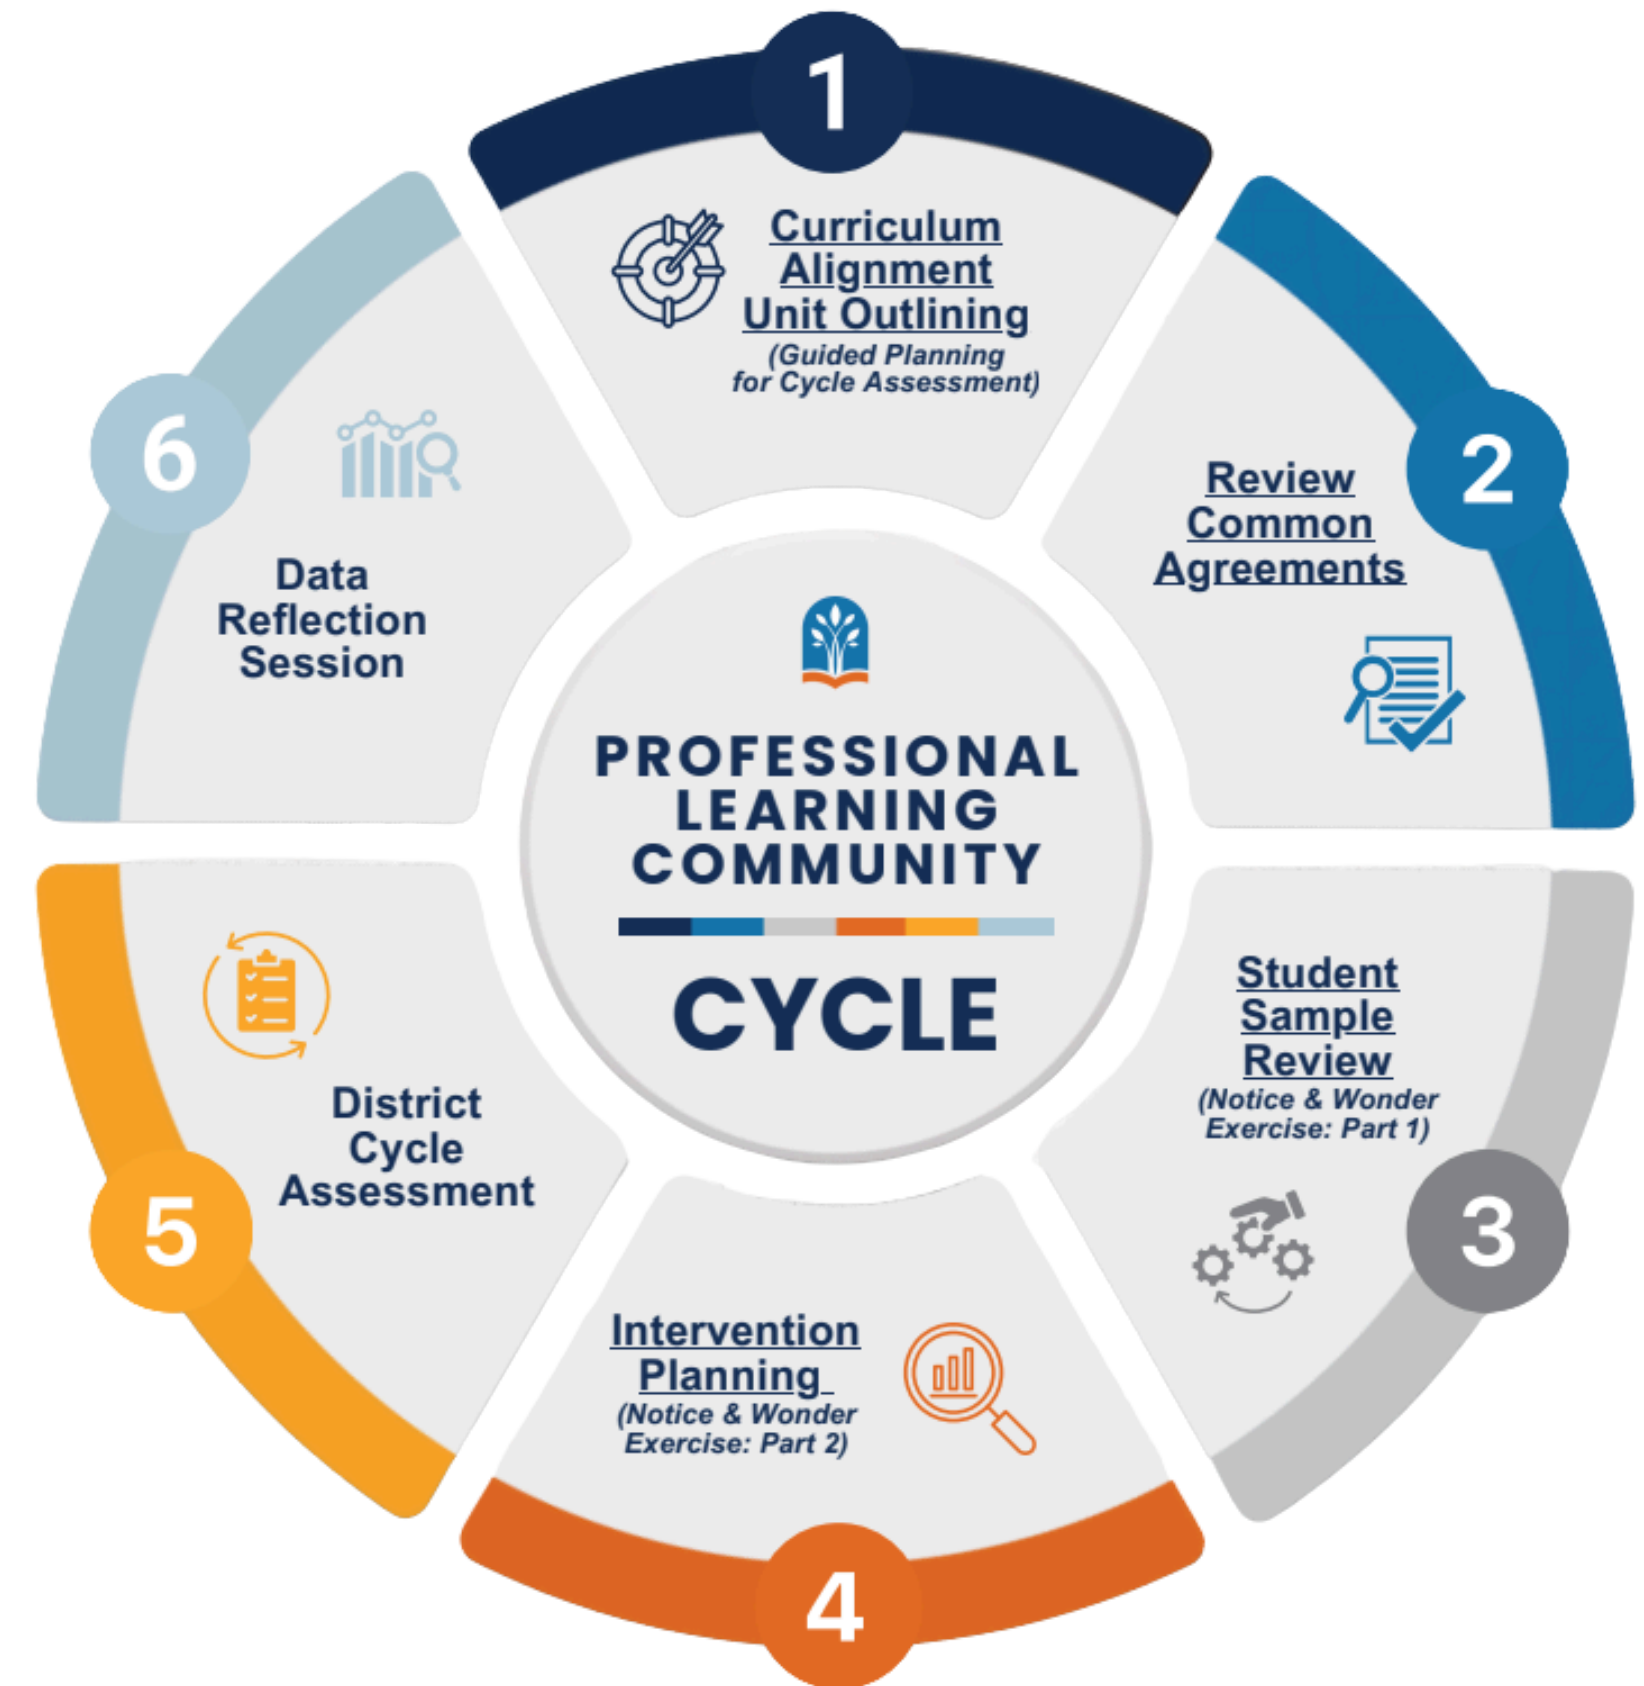 1
Curriculum
Alignment
Unit Outlining
(Guided Planning
for Cycle Assessment)
2
Review
Common
Agreements
3
Student
Sample
Review
(Notice & Wonder
Exercise: Part 1)
4
Intervention
Planning
(Notice & Wonder
Exercise: Part 2)
5
District
Cycle
Assessment
6
Data
Reflection
Session
PROFESSIONAL
LEARNING
COMMUNITY
CYCLE